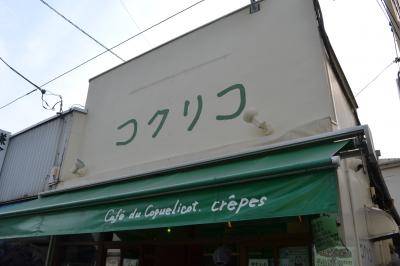 コクリコ
Café du Coquelicot. crêpes